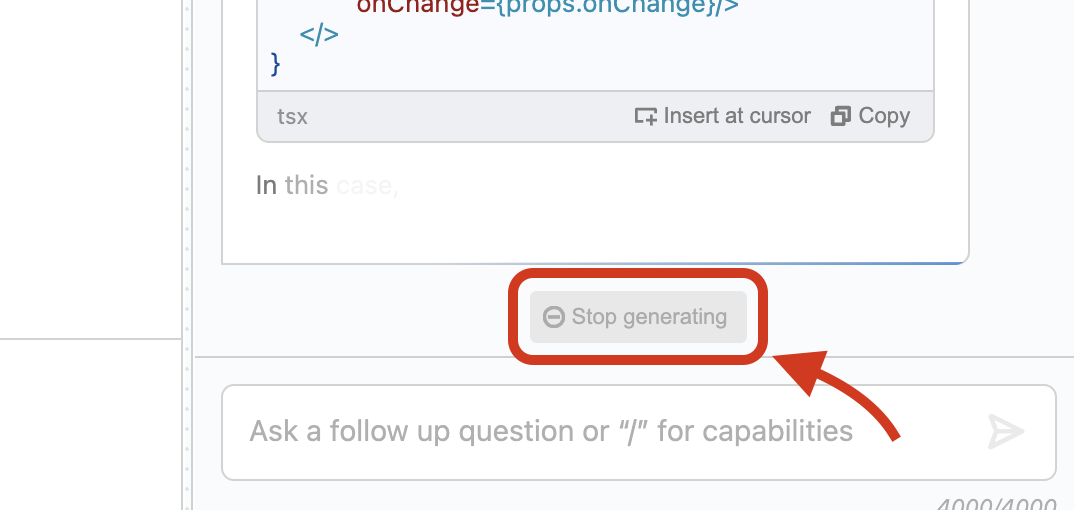 onChange={props.onChange}/>
</>
}
tsx Insert at cursor Copy
In this case,
Stop generating
Ask a follow up question or “/” for capabilities
4000/4000